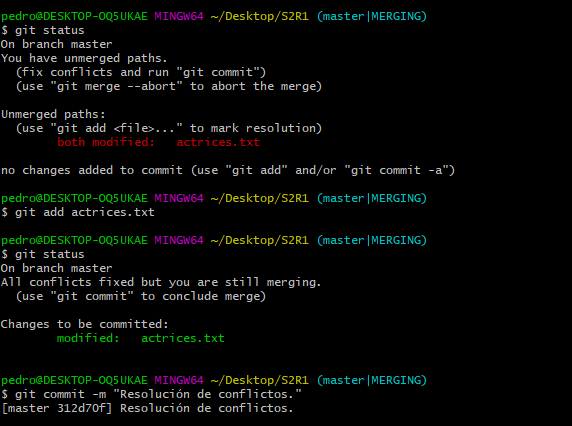 pedro@DESKTOP-OQ5UKAE MINGW64 ~/Desktop/S2R1 (master|MERGING)
$ git status
On branch master
You have unmerged paths.
  (fix conflicts and run "git commit")
  (use "git merge --abort" to abort the merge)

Unmerged paths:
  (use "git add <file>..." to mark resolution)
        both modified:   actrices.txt

no changes added to commit (use "git add" and/or "git commit -a")

pedro@DESKTOP-OQ5UKAE MINGW64 ~/Desktop/S2R1 (master|MERGING)
$ git add actrices.txt

pedro@DESKTOP-OQ5UKAE MINGW64 ~/Desktop/S2R1 (master|MERGING)
$ git status
On branch master
All conflicts fixed but you are still merging.
  (use "git commit" to conclude merge)

Changes to be committed:
        modified:   actrices.txt


pedro@DESKTOP-OQ5UKAE MINGW64 ~/Desktop/S2R1 (master|MERGING)
$ git commit -m "Resolución de conflictos."
[master 312d70f] Resolución de conflictos.